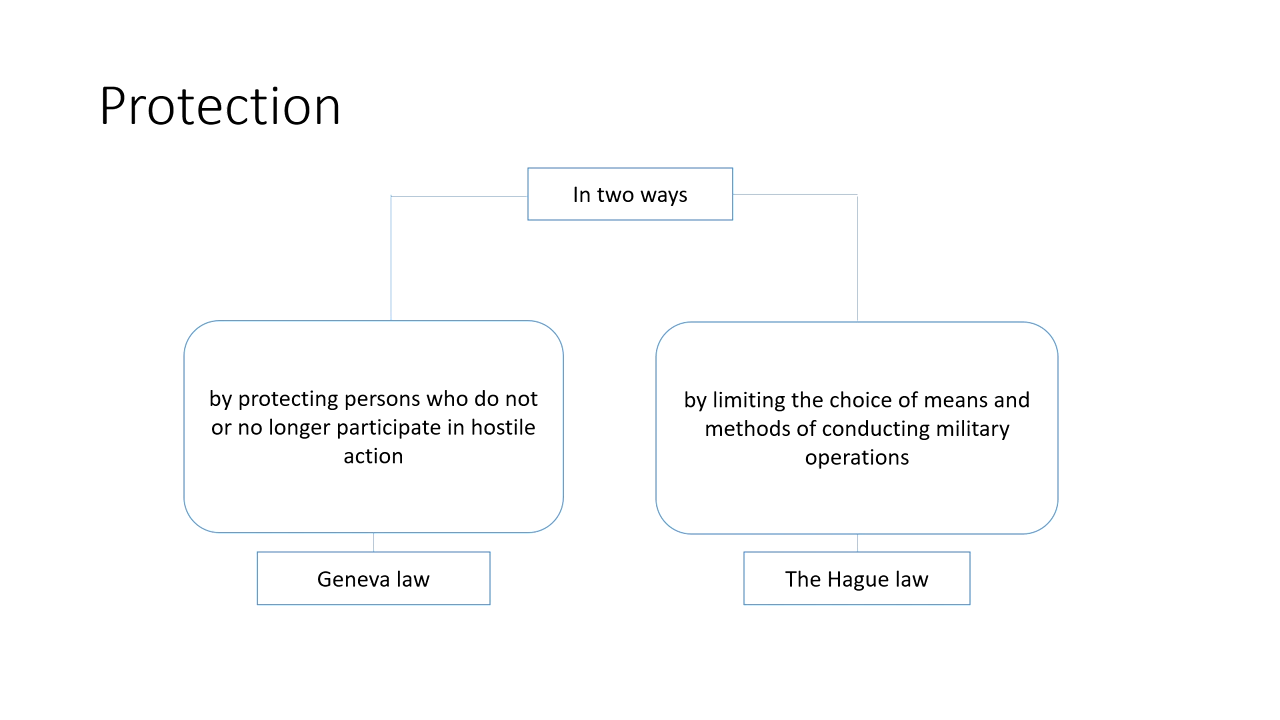 Protection
In two ways
by protecting persons who do not
or no longer participate in hostile
action
by limiting the choice of means and
methods of conducting military
operations
Geneva law
The Hague law